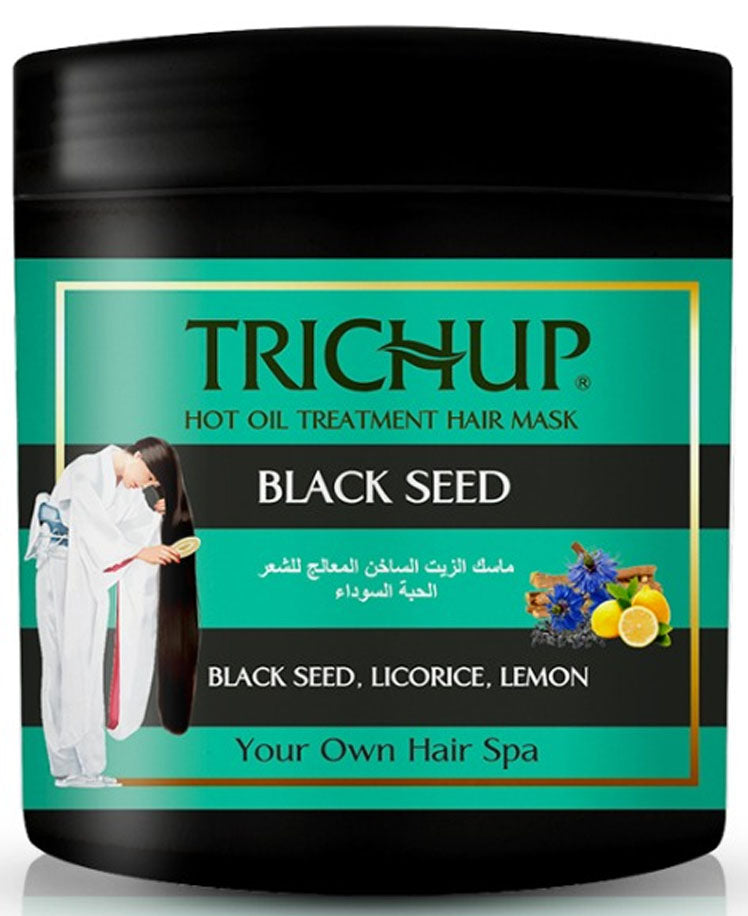 TRICHUP®
HOT OIL TREATMENT HAIR MASK
BLACK SEED
ماسك الزيت الساخن المعالج للشعر
الحبة السوداء
BLACK SEED, LICORICE, LEMON
Your Own Hair Spa